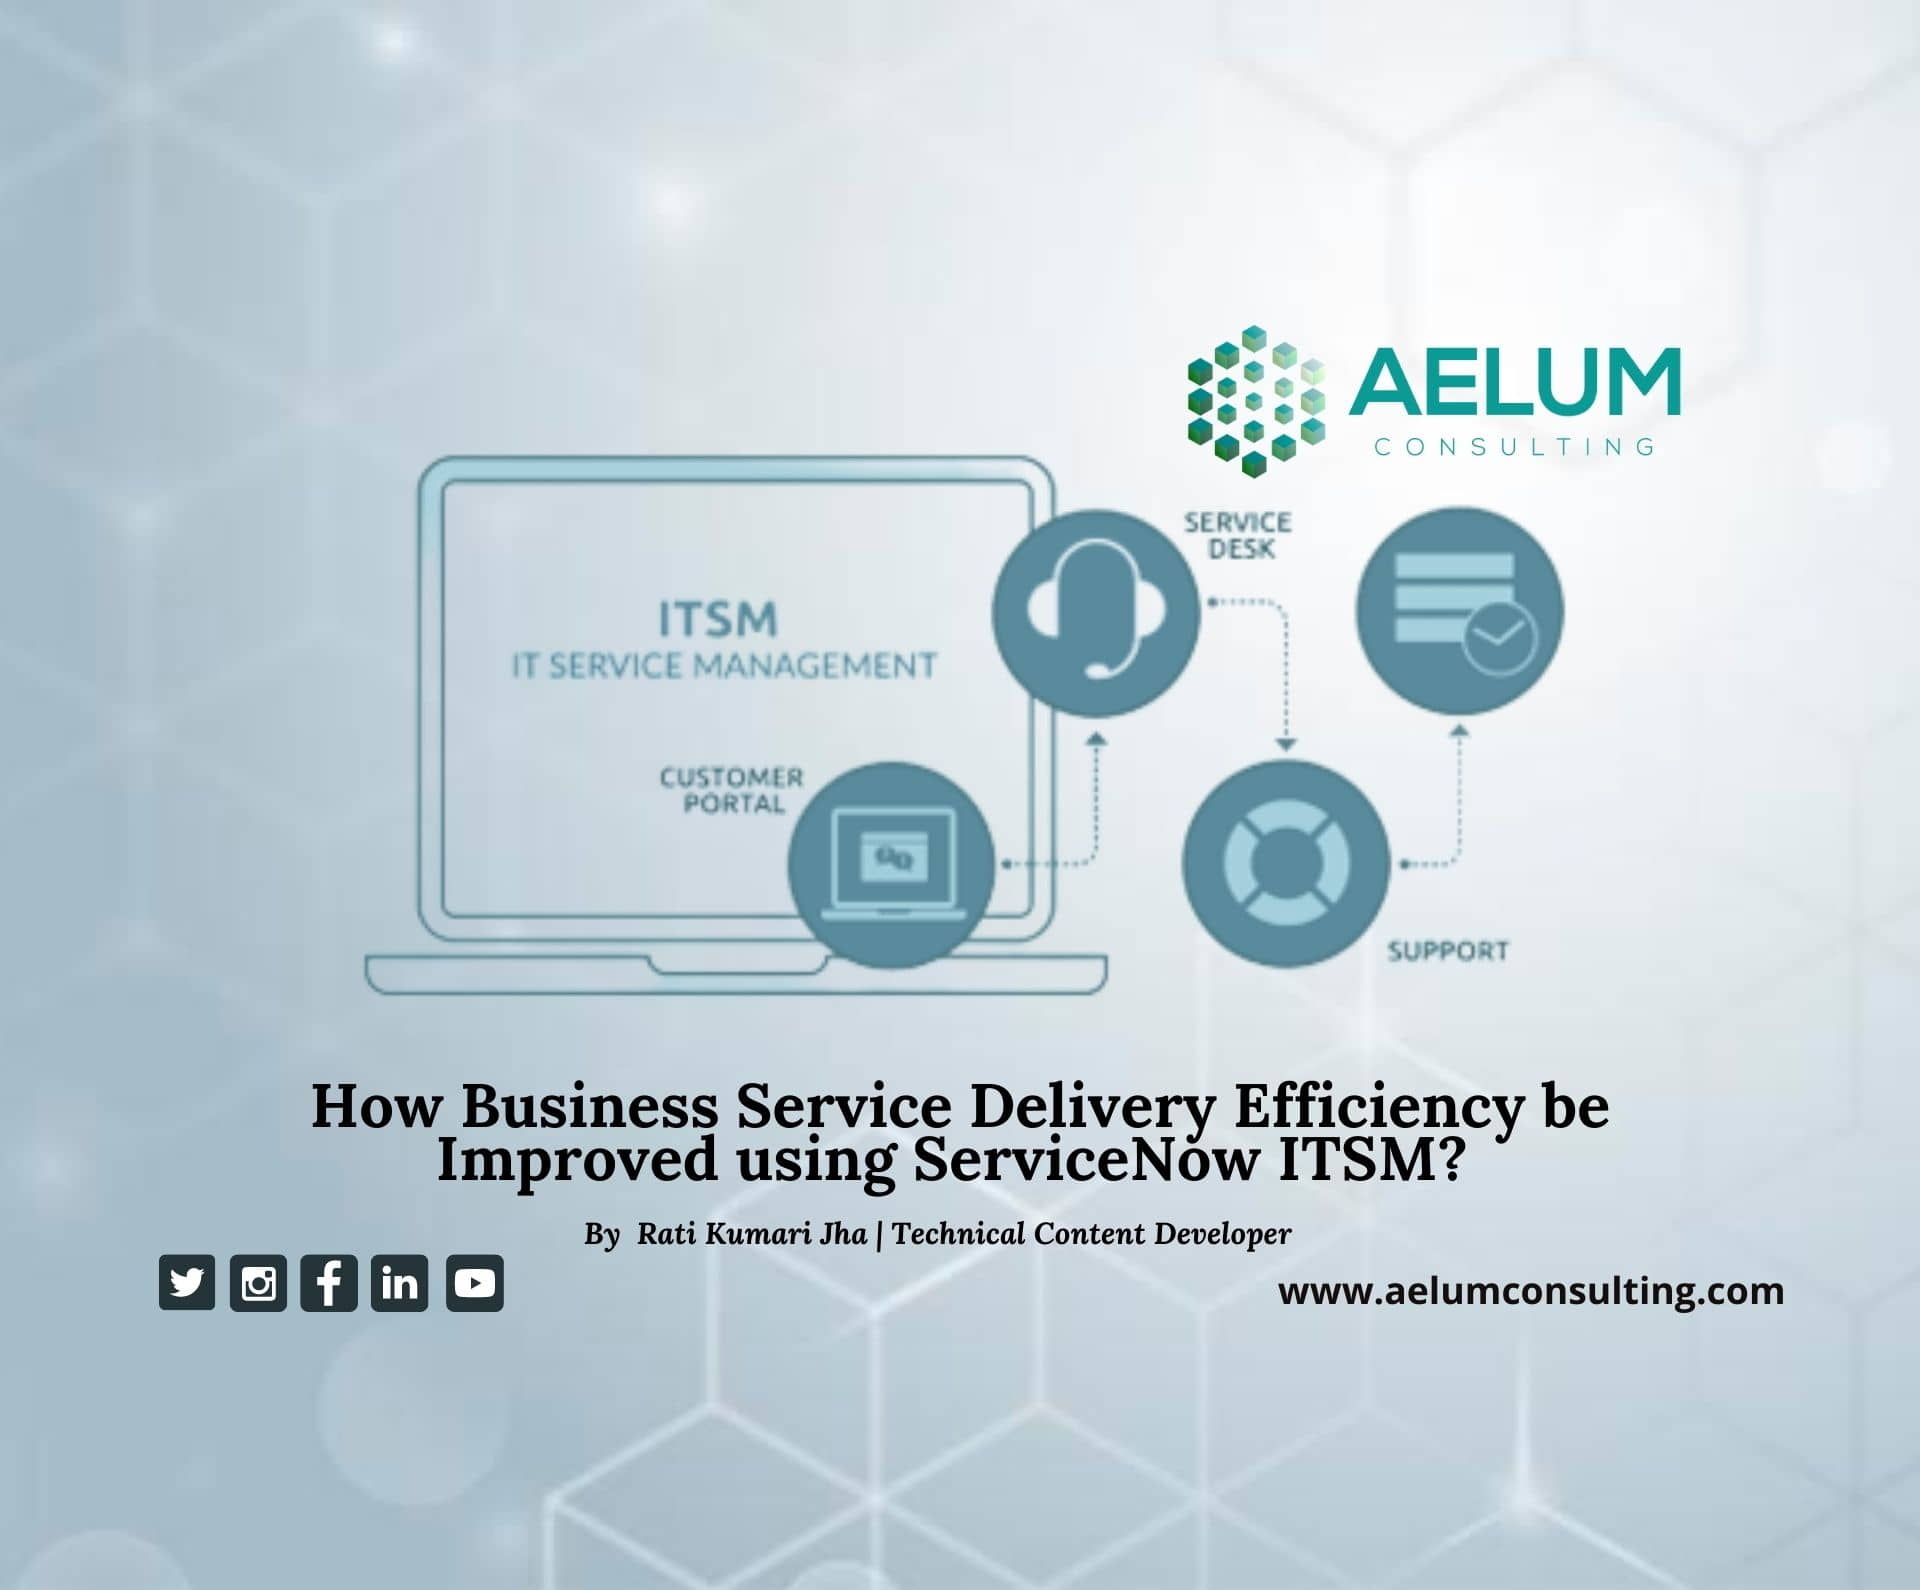 AELUM
CONSULTING
SERVICE
DESK
ITSM
IT SERVICE MANAGEMENT
CUSTOMER
PORTAL
SUPPORT
How Business Service Delivery Efficiency be
Improved using ServiceNow ITSM?
By Rati Kumari Jha | Technical Content Developer
www.aelumconsulting.com